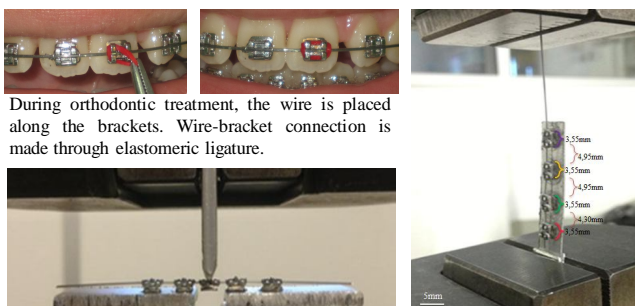 During orthodontic treatment, the wire is placed
along the brackets. Wire-bracket connection is
made through elastomeric ligature.
3,55mm
4,95mm
3,55mm
4,95mm
3,55mm
4,30mm
3,55mm
5mm